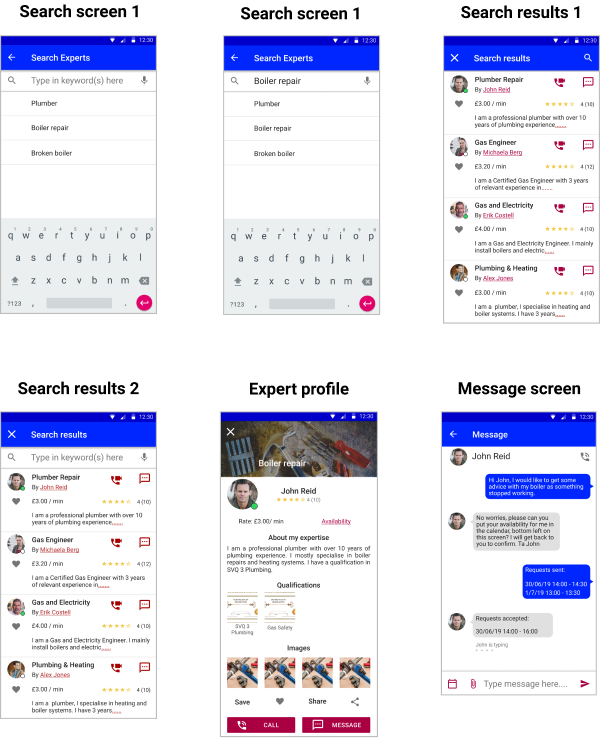 Search screen 1
Search screen 1
Search results 1
12:30
Search Experts
Type in keyword(s) here
Plumber
Boiler repair
Broken boiler
q w e r t y u i o p
a s d f g h j k l
z x c v b n m
?123 , .
12:30
Search Experts
Boiler repair
Plumber
Boiler repair
Broken boiler
q w e r t y u i o p
a s d f g h j k l
z x c v b n m
?123 , .
12:30
Search results
Plumber Repair
By John Reid
£3.00 / min 4 (10)
I am a professional plumber with over 10
years of plumbing experience.......
Gas Engineer
By Michaela Berg
£3.20 / min 4 (12)
I am a Certified Gas Engineer with 3 years
of relevant experience in.......
Gas and Electricity
By Erik Costell
£4.00 / min 4 (10)
I am a Gas and Electricity Engineer. I mainly
install boilers and electric......
Plumbing & Heating
By Alex Jones
£3.00 / min 4 (10)
I am a  plumber, I specialise in heating and
boiler systems. I have 3 years.......
Search results 2
Expert profile
Message screen
12:30
Search results
Type in keyword(s) here
Plumber Repair
By John Reid
£3.00 / min 4 (10)
I am a professional plumber with over 10
years of plumbing experience.......
Gas Engineer
By Michaela Berg
£3.20 / min 4 (12)
I am a Certified Gas Engineer with 3 years
of relevant experience in.......
Gas and Electricity
By Erik Costell
£4.00 / min 4 (10)
I am a Gas and Electricity Engineer. I mainly
install boilers and electric......
Plumbing & Heating
By Alex Jones
£3.00 / min 4 (10)
I am a  plumber, I specialise in heating and
boiler systems. I have 3 years.......
12:30
Boiler repair
John Reid
4 (10)
Rate: £3.00/ min Availability
About my expertise
I am a professional plumber with over 10 years of
plumbing experience. I mostly specialise in boiler
repairs and heating systems. I have a qualification in
SVQ 3 Plumbing.
Qualifications
SVQ 3
Plumbing
Gas Safety
Images
Save Share
CALL MESSAGE
12:30
Message
John Reid
Hi John, I would like to get some
advice with my boiler as something
stopped working.
No worries, please can you
put your availability for me in
the calendar, bottom left on
this screen? I will get back to
you to confirm. Ta John
Requests sent:
30/06/19 14:00 - 14:30
1/7/19 13:00 - 13:30
Requests accepted:
30/06/19 14:00 - 16:00
John is typing
Type message here....